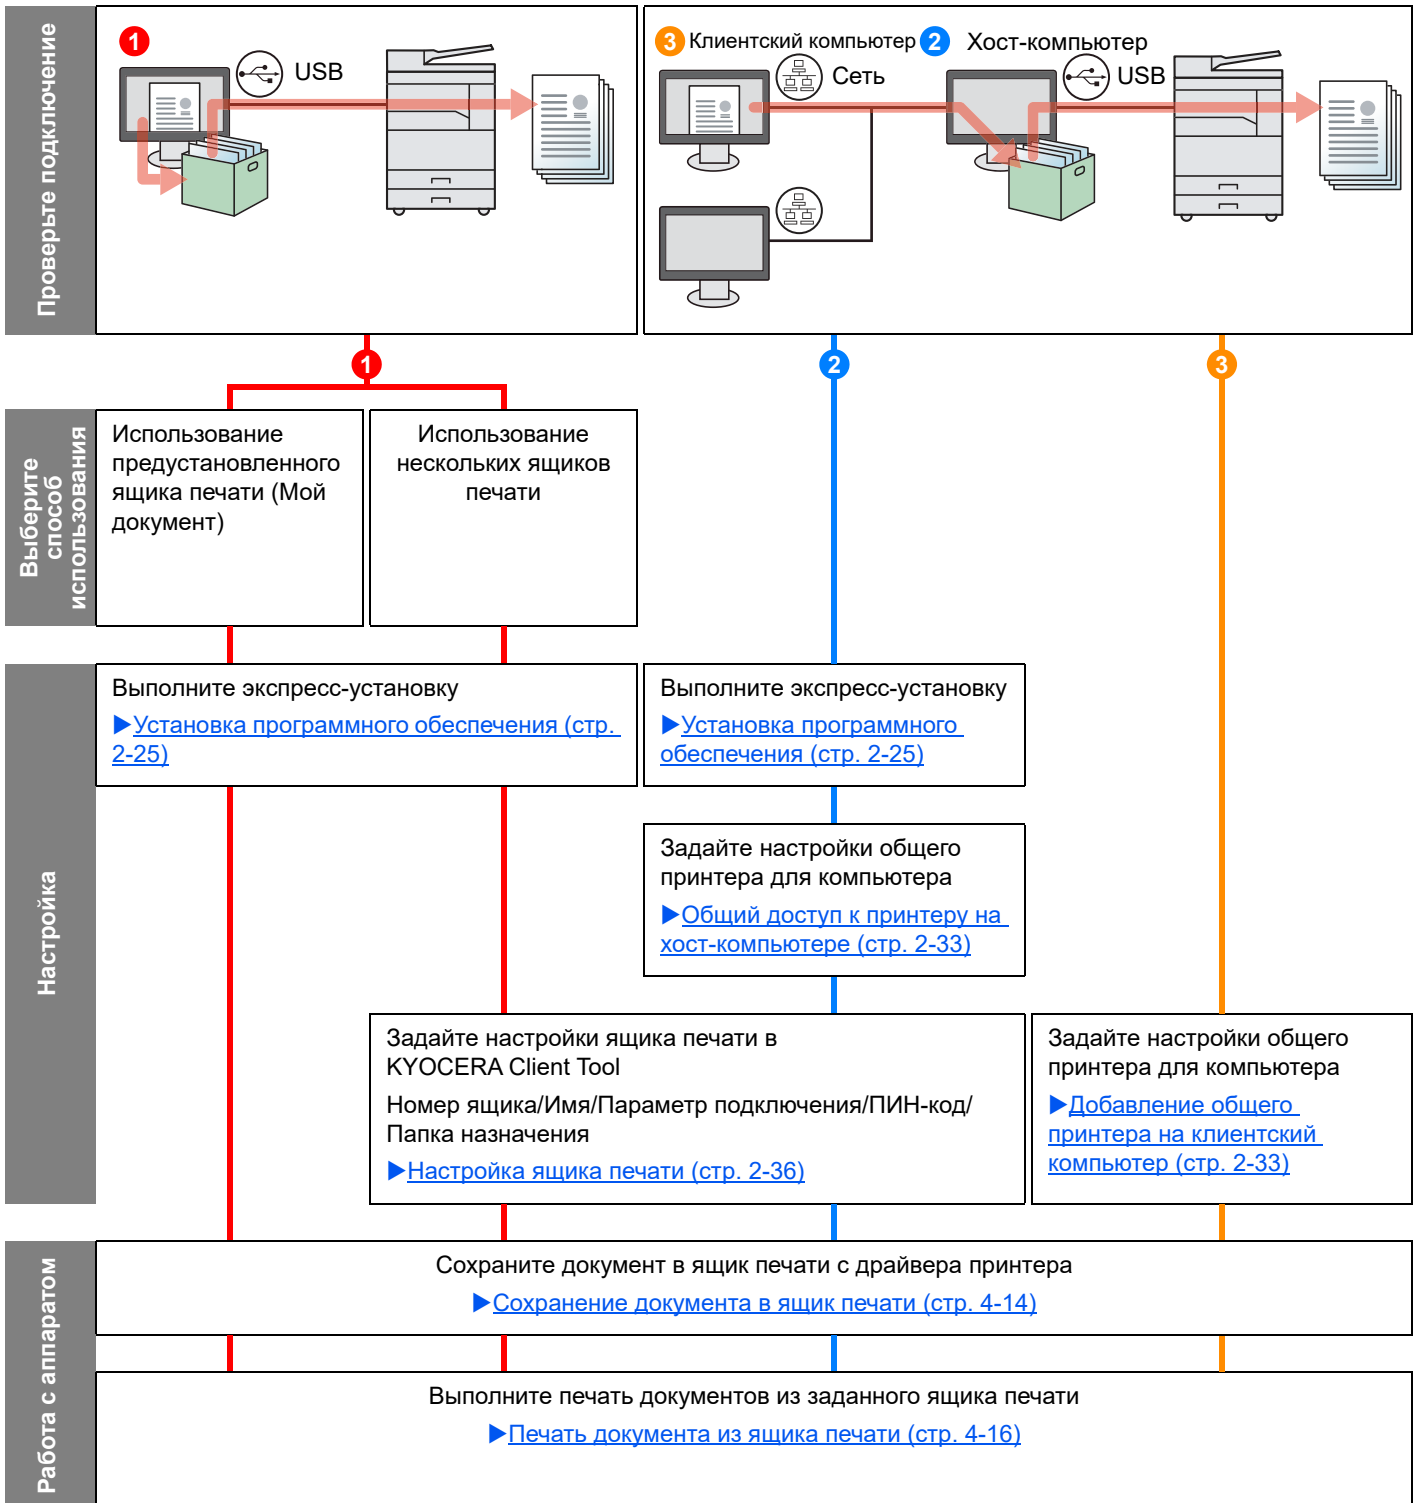 Проверьте подключение
1
USB
3 Клиентский компьютер
2 Хост-компьютер
Сеть
USB
1
2
3
Выберите
способ
использования
Использование
предустановленного
ящика печати (Мой
документ)
Использование
нескольких ящиков
печати
Настройка
Выполните экспресс-установку
▶Установка программного обеспечения (стр.
2-25)
Выполните экспресс-установку
▶Установка программного
обеспечения (стр. 2-25)
Задайте настройки общего
принтера для компьютера
▶Общий доступ к принтеру на
хост-компьютере (стр. 2-33)
Задайте настройки ящика печати в
KYOCERA Client Tool
Номер ящика/Имя/Параметр подключения/ПИН-код/
Папка назначения
▶Настройка ящика печати (стр. 2-36)
Задайте настройки общего
принтера для компьютера
▶Добавление общего
принтера на клиентский
компьютер (стр. 2-33)
Работа с аппаратом
Сохраните документ в ящик печати с драйвера принтера
▶Сохранение документа в ящик печати (стр. 4-14)
Выполните печать документов из заданного ящика печати
▶Печать документа из ящика печати (стр. 4-16)